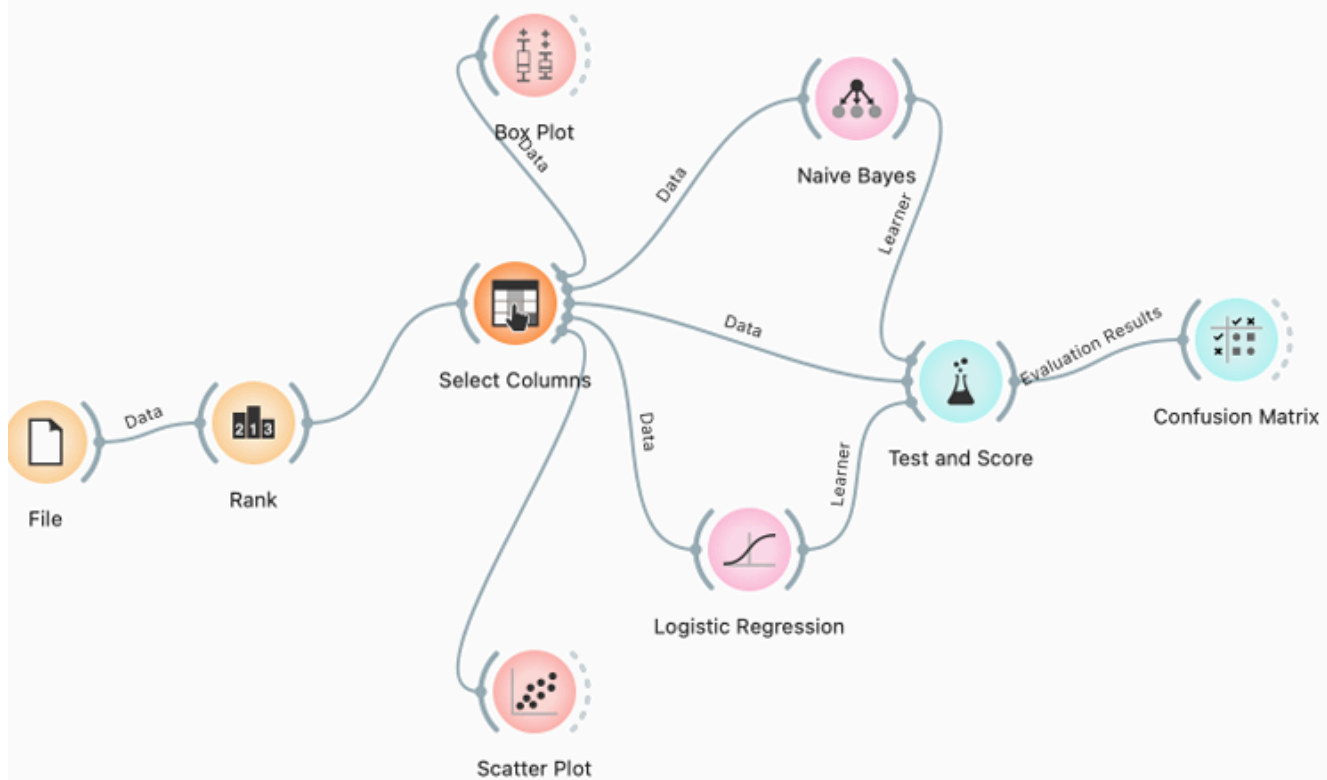 Box Plot
Data
Naive Bayes
Data
Learner
Select Columns
Data
Evaluation Results
Confusion Matrix
Data
213
File
Rank
Data
Learner
Test and Score
Logistic Regression
Scatter Plot